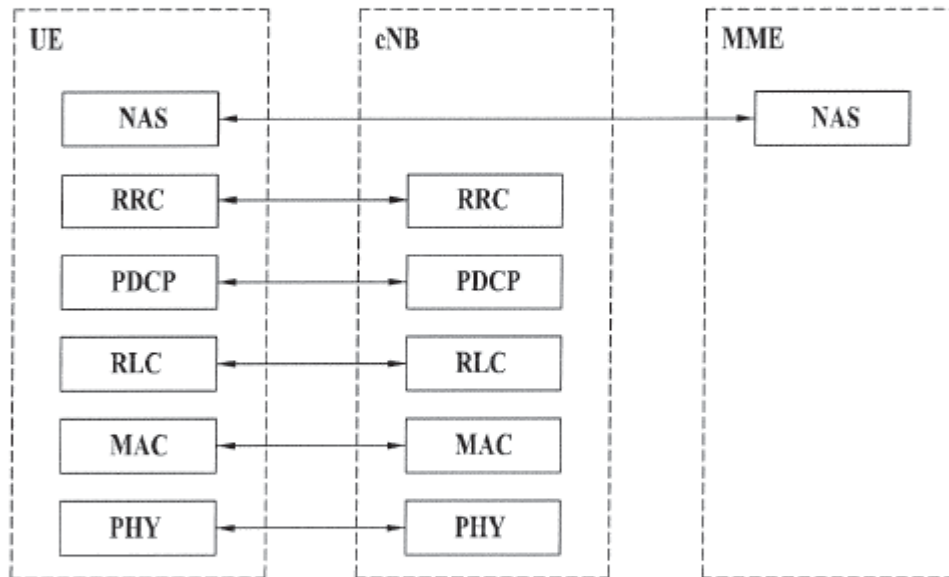 UE
eNB
MME
NAS
NAS
RRC
RRC
PDCP
PDCP
RLC
RLC
MAC
MAC
PHY
PHY